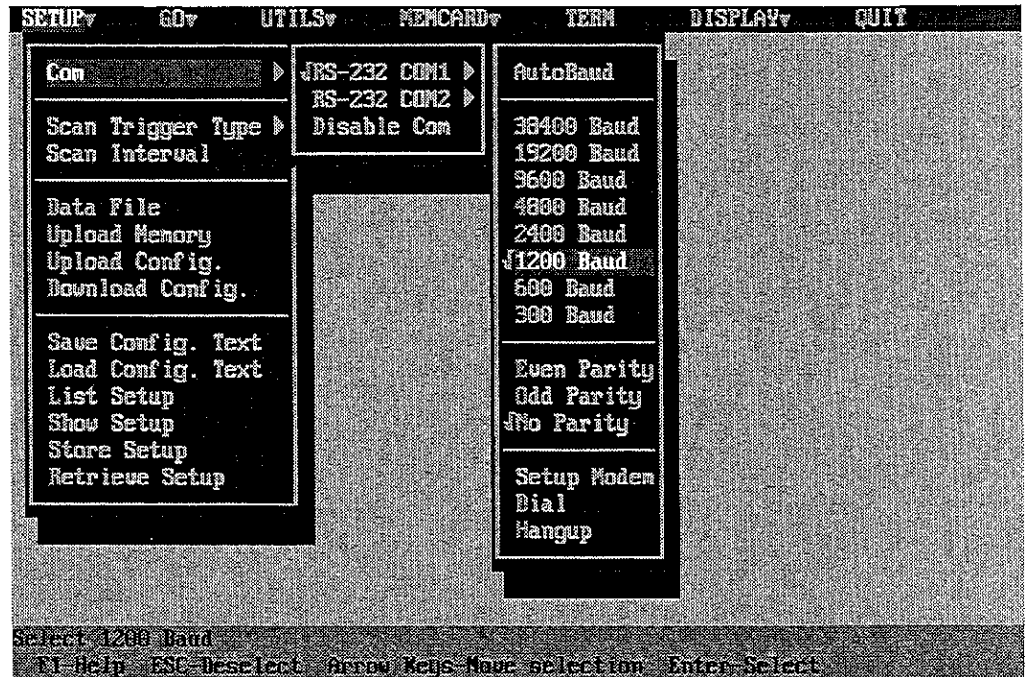 SETUP▿ GO▿ UTILS▿ MEMCARD▿ TERM DISPLAY▿ QUIT
Com ▷
Scan Trigger Type ▷
Scan Interval
Data File
Upload Memory
Upload Config.
Download Config.
Save Config. Text
Load Config. Text
List Setup
Show Setup
Store Setup
Retrieve Setup
√RS-232 COM1 ▷
RS-232 COM2 ▷
Disable Com
AutoBaud
38400 Baud
19200 Baud
9600 Baud
4800 Baud
2400 Baud
√1200 Baud
600 Baud
300 Baud
Even Parity
Odd Parity
√No Parity
Setup Modem
Dial
Hangup
Select 1200 Baud
F1-Help ESC-Deselect Arrow Keys Move selection Enter-Select